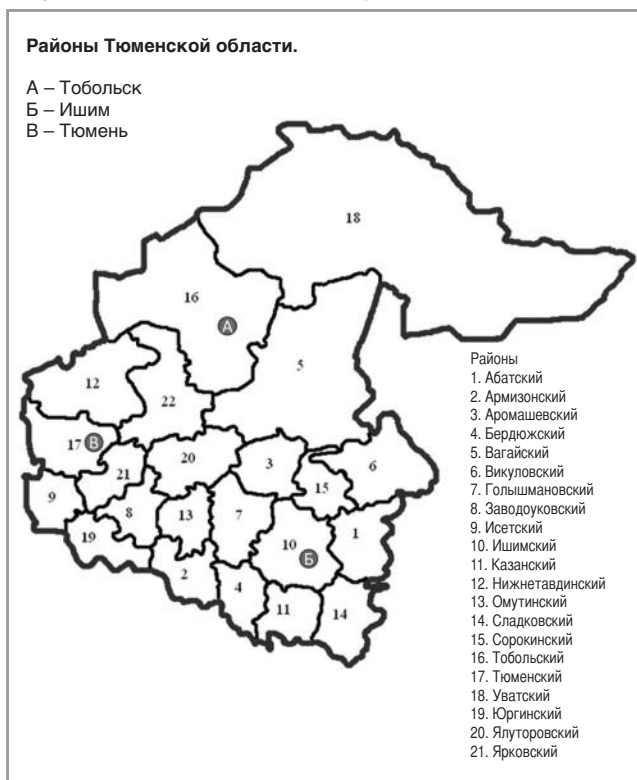 Районы Тюменской области.
А – Тобольск
Б – Ишим
В – Тюмень
18
16
А
5
12
22
17 В
20
3
6
21
15
9
8
13
7
19
10
1
Б
2
4
11
14
Районы
1. Абатский
2. Армизонский
3. Аромашевский
4. Бердюжский
5. Вагайский
6. Викуловский
7. Голышмановский
8. Заводоуковский
9. Исетский
10. Ишимский
11. Казанский
12. Нижнетавдинский
13. Омутинский
14. Сладковский
15. Сорокинский
16. Тобольский
17. Тюменский
18. Уватский
19. Юргинский
20. Ялуторовский
21. Ярковский